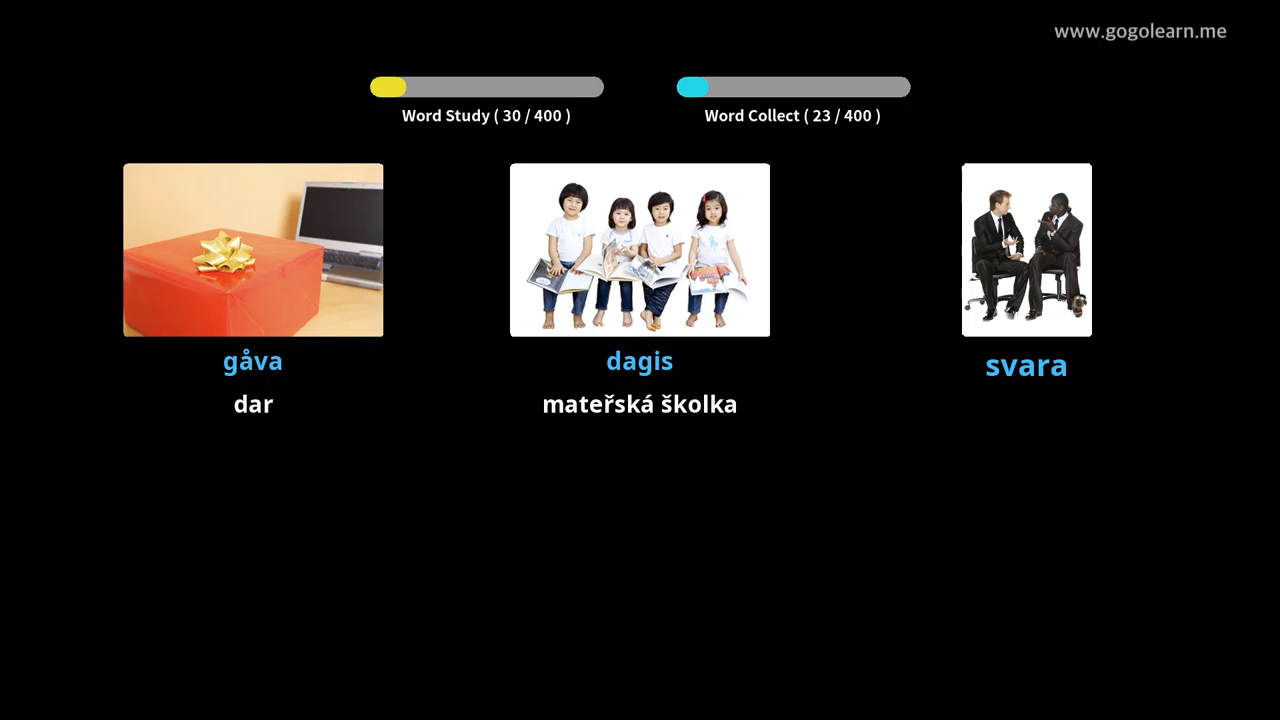 www.gogolearn.me
Word Study ( 30 / 400 )
Word Collect ( 23 / 400 )
gåva
dagis
svara
dar
mateřská školka